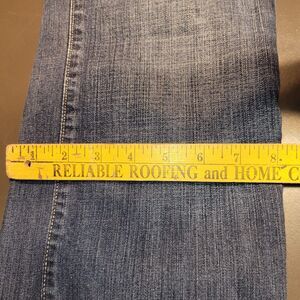 1 2 3 4 5 6 7 8
RELIABLE ROOFING and HOME C